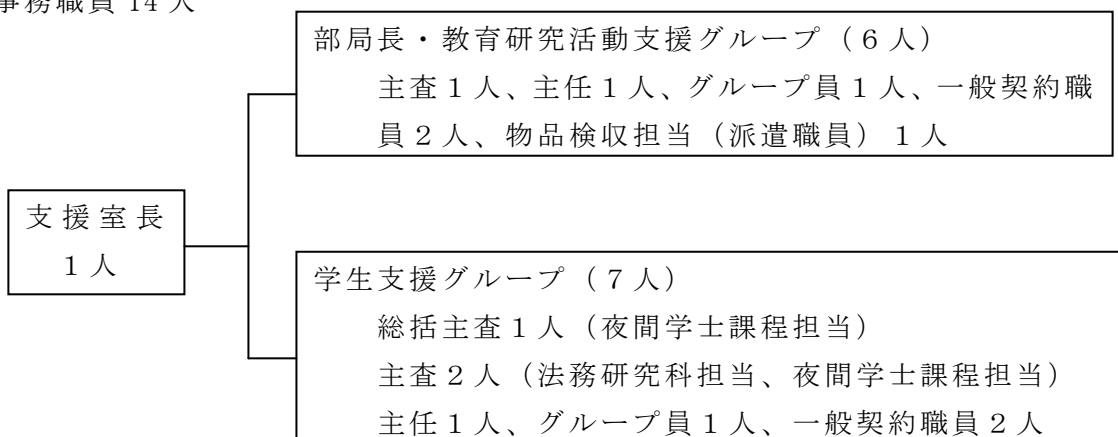 事務職員 14 人
部局長・教育研究活動支援グループ（６人）
主査１人、主任１人、グループ員１人、一般契約職
員２人、物品検収担当（派遣職員）１人
支援室長
１人
学生支援グループ（７人）
総括主査１人（夜間学士課程担当）
主査２人（法務研究科担当、夜間学士課程担当）
主任１人、グループ員１人、一般契約職員２人